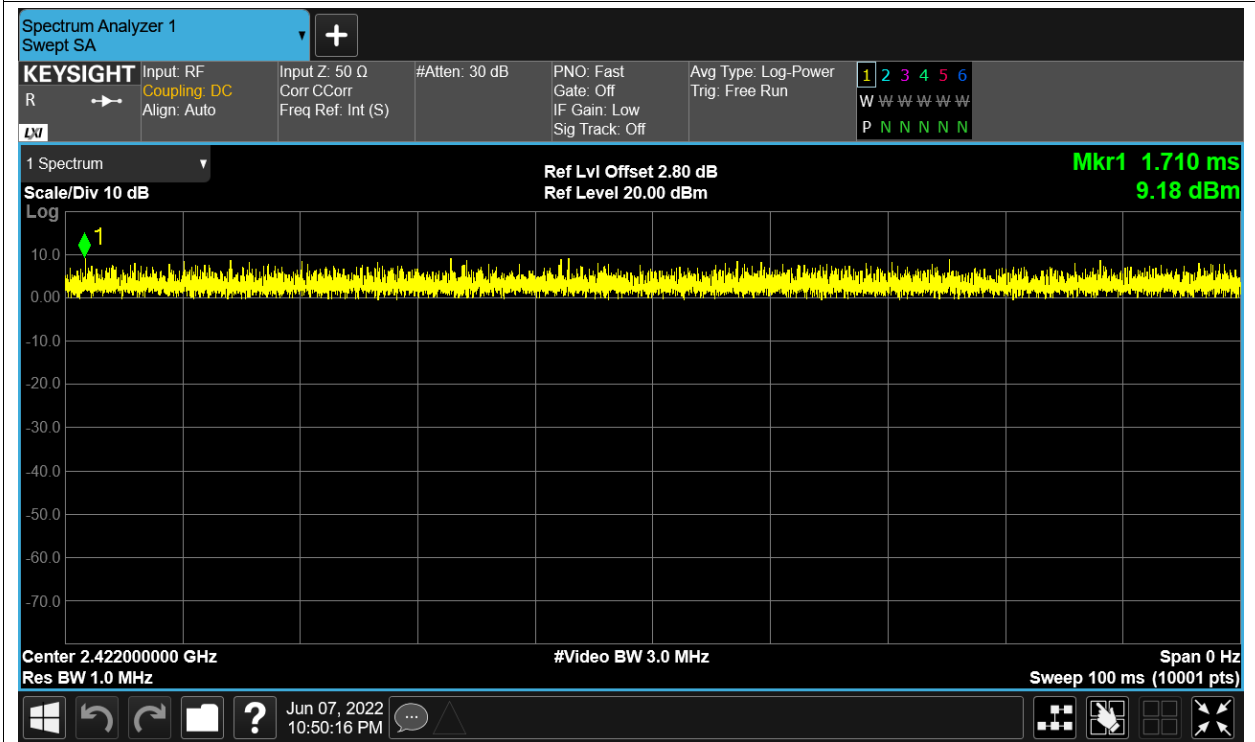 Spectrum Analyzer 1
Swept SA
+
KEYSIGHT
R
LXI
Input: RF
Coupling: DC
Align: Auto
Input Z: 50 Ω
Corr CCorr
Freq Ref: Int (S)
#Atten: 30 dB
PNO: Fast
Gate: Off
IF Gain: Low
Sig Track: Off
Avg Type: Log-Power
Trig: Free Run
1 2 3 4 5 6
W W W W W W
P N N N N N
1 Spectrum
Scale/Div 10 dB
Ref Lvl Offset 2.80 dB
Ref Level 20.00 dBm
Mkr1 1.710 ms
9.18 dBm
Log
1
10.0
0.00
-10.0
-20.0
-30.0
-40.0
-50.0
-60.0
-70.0
Center 2.422000000 GHz
Res BW 1.0 MHz
#Video BW 3.0 MHz
Span 0 Hz
Sweep 100 ms (10001 pts)
?
Jun 07, 2022
10:50:16 PM